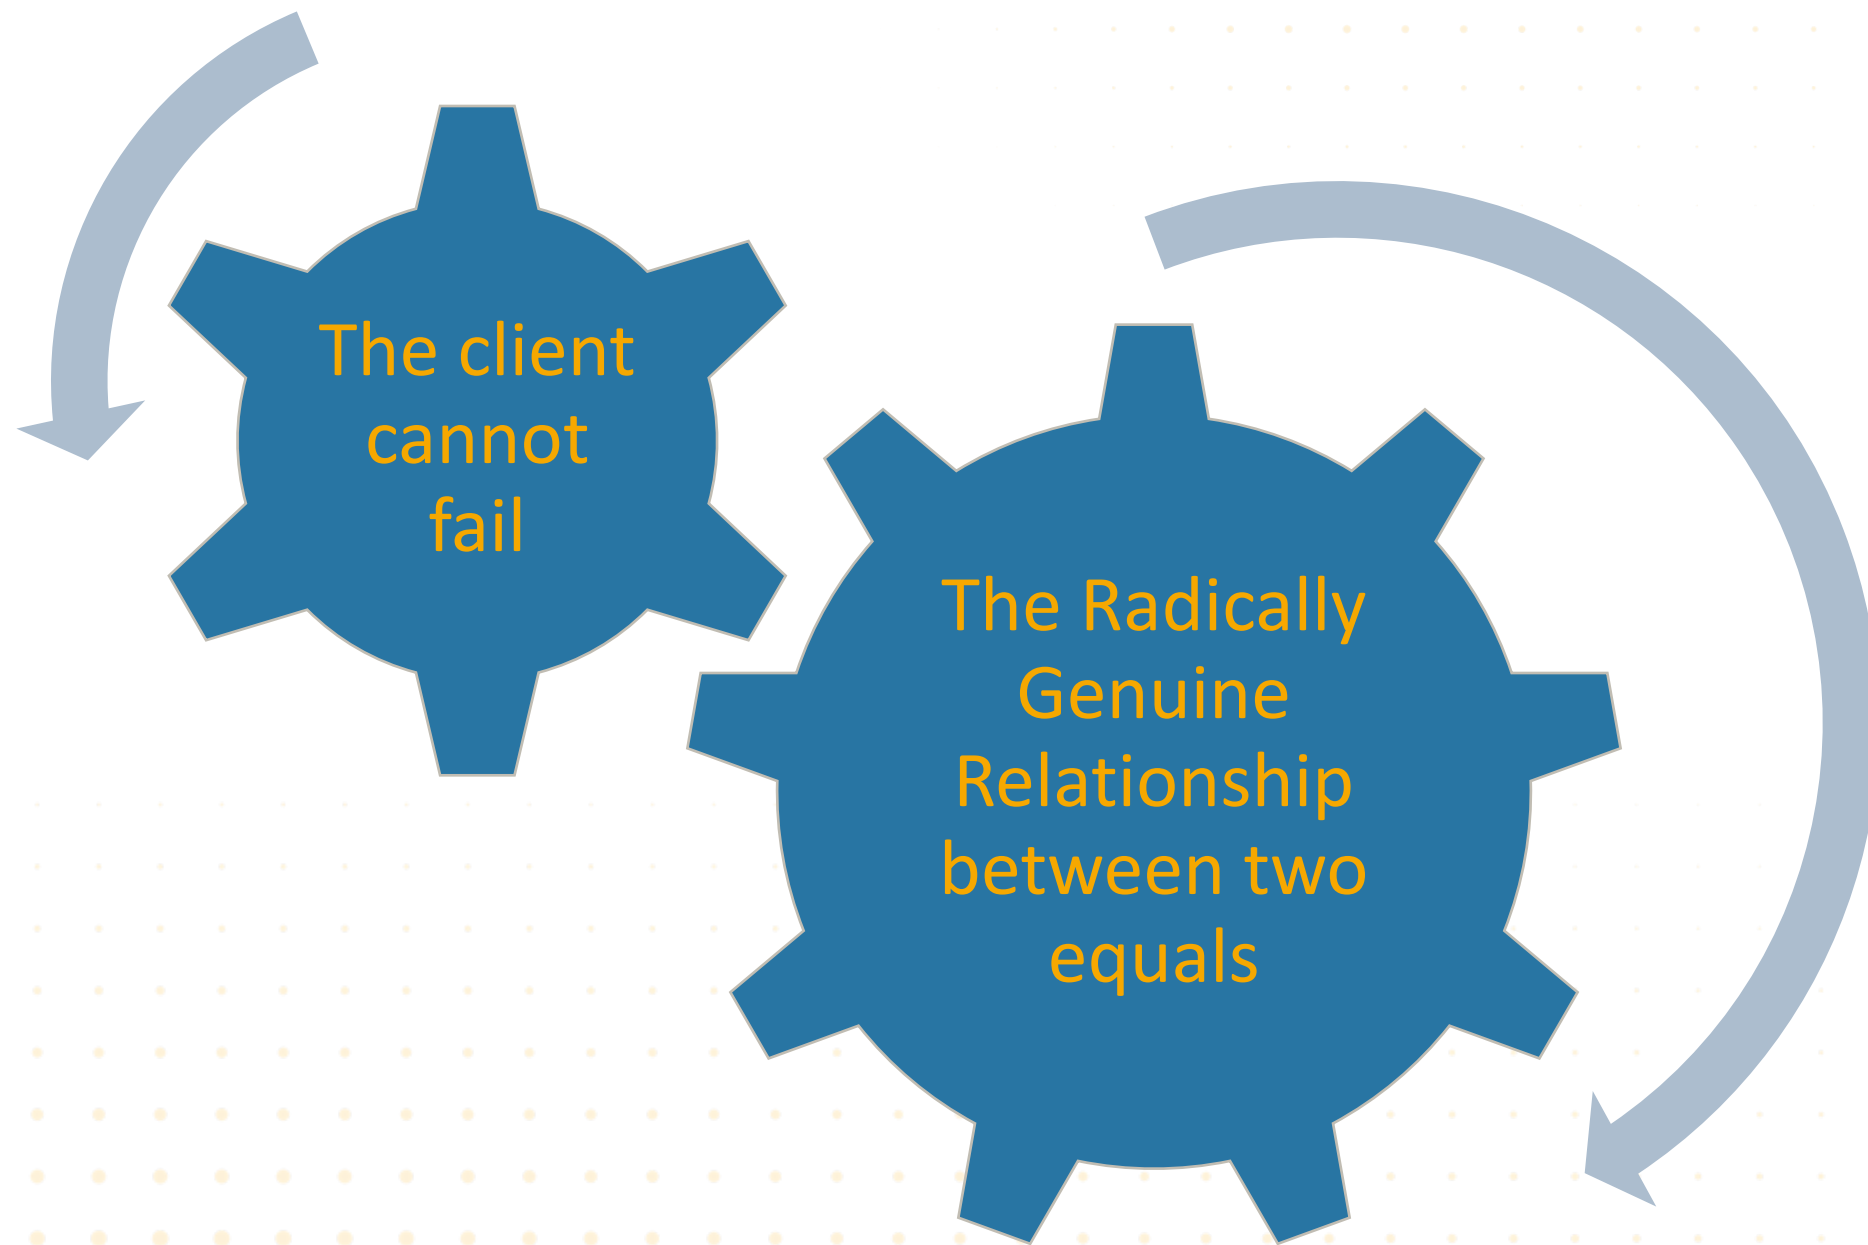 The client
cannot
fail
The Radically
Genuine
Relationship
between two
equals